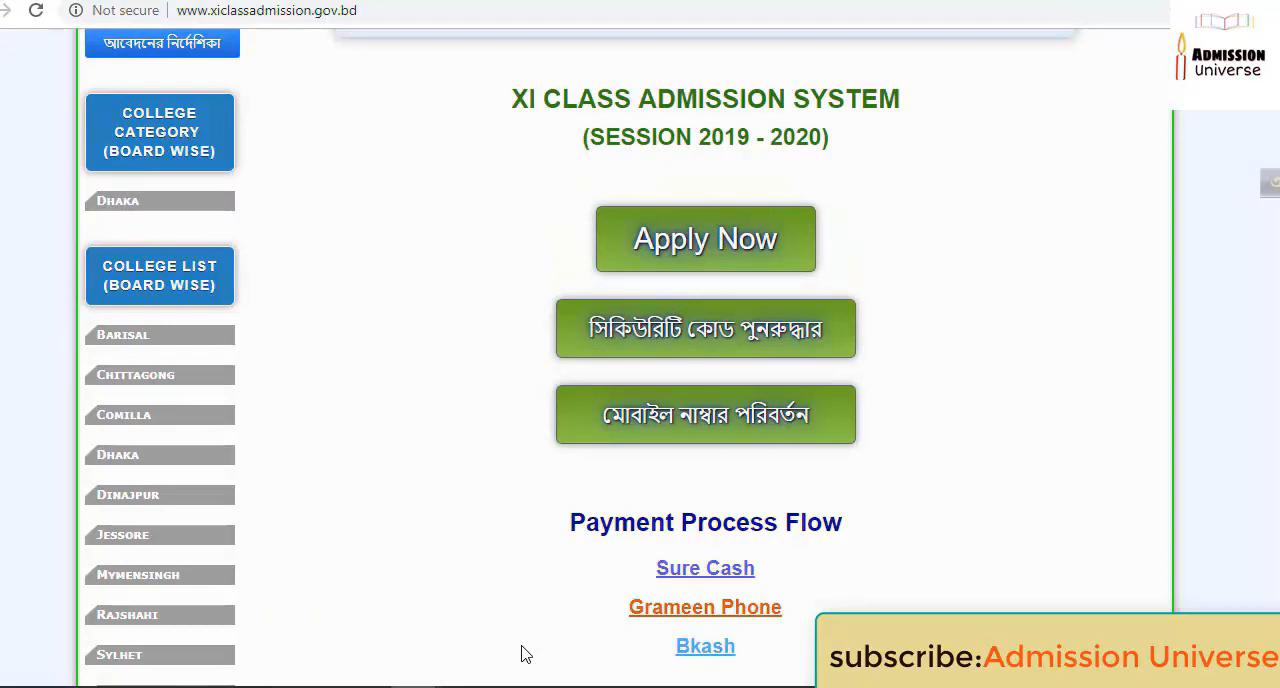 Not secure
www.xiclassadmission.gov.bd
ADMISSION
Universe
আবেদনের নির্দেশিকা
COLLEGE
CATEGORY
(BOARD WISE)
DHAKA
COLLEGE LIST
(BOARD WISE)
BARISAL
CHITTAGONG
COMILLA
DHAKA
DINAJPUR
JESSORE
MYMENSINGH
RAJSHAHI
SYLHET
XI CLASS ADMISSION SYSTEM
(SESSION 2019 - 2020)
Apply Now
সিকিউরিটি কোড পুনরুদ্ধার
মোবাইল নাম্বার পরিবর্তন
Payment Process Flow
Sure Cash
Grameen Phone
Bkash
subscribe:Admission Universe